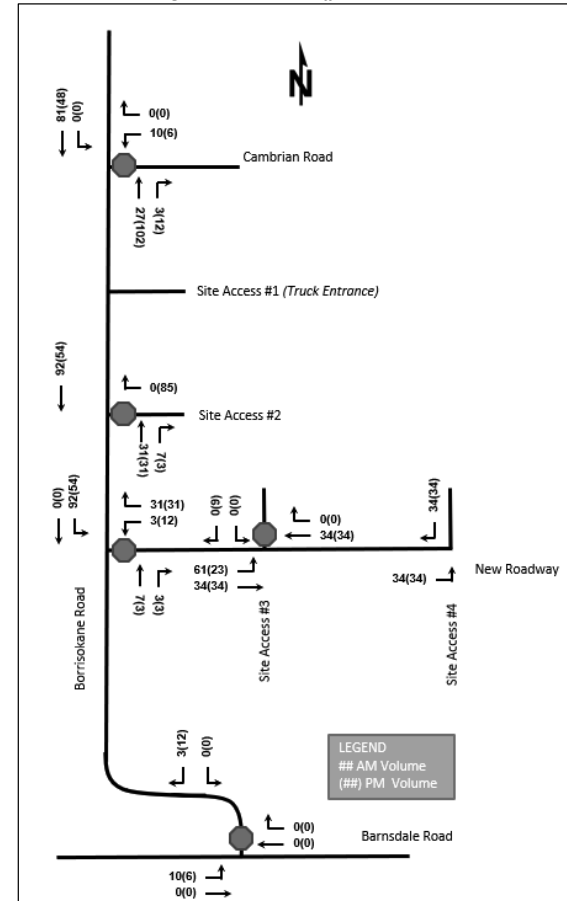 N
81(48)
0(0)
0(0)
10(6)
Cambrian Road
27(102)
3(12)
Site Access #1 (Truck Entrance)
92(54)
0(85)
Site Access #2
31(31)
7(3)
0(0)
92(54)
31(31)
3(12)
0(9)
0(0)
0(0)
34(34)
34(34)
7(3)
3(3)
61(23)
34(34)
34(34)
New Roadway
Borrisokane Road
Site Access #3
Site Access #4
3(12)
0(0)
LEGEND
## AM Volume
(##) PM Volume
0(0)
0(0)
Barnsdale Road
10(6)
0(0)